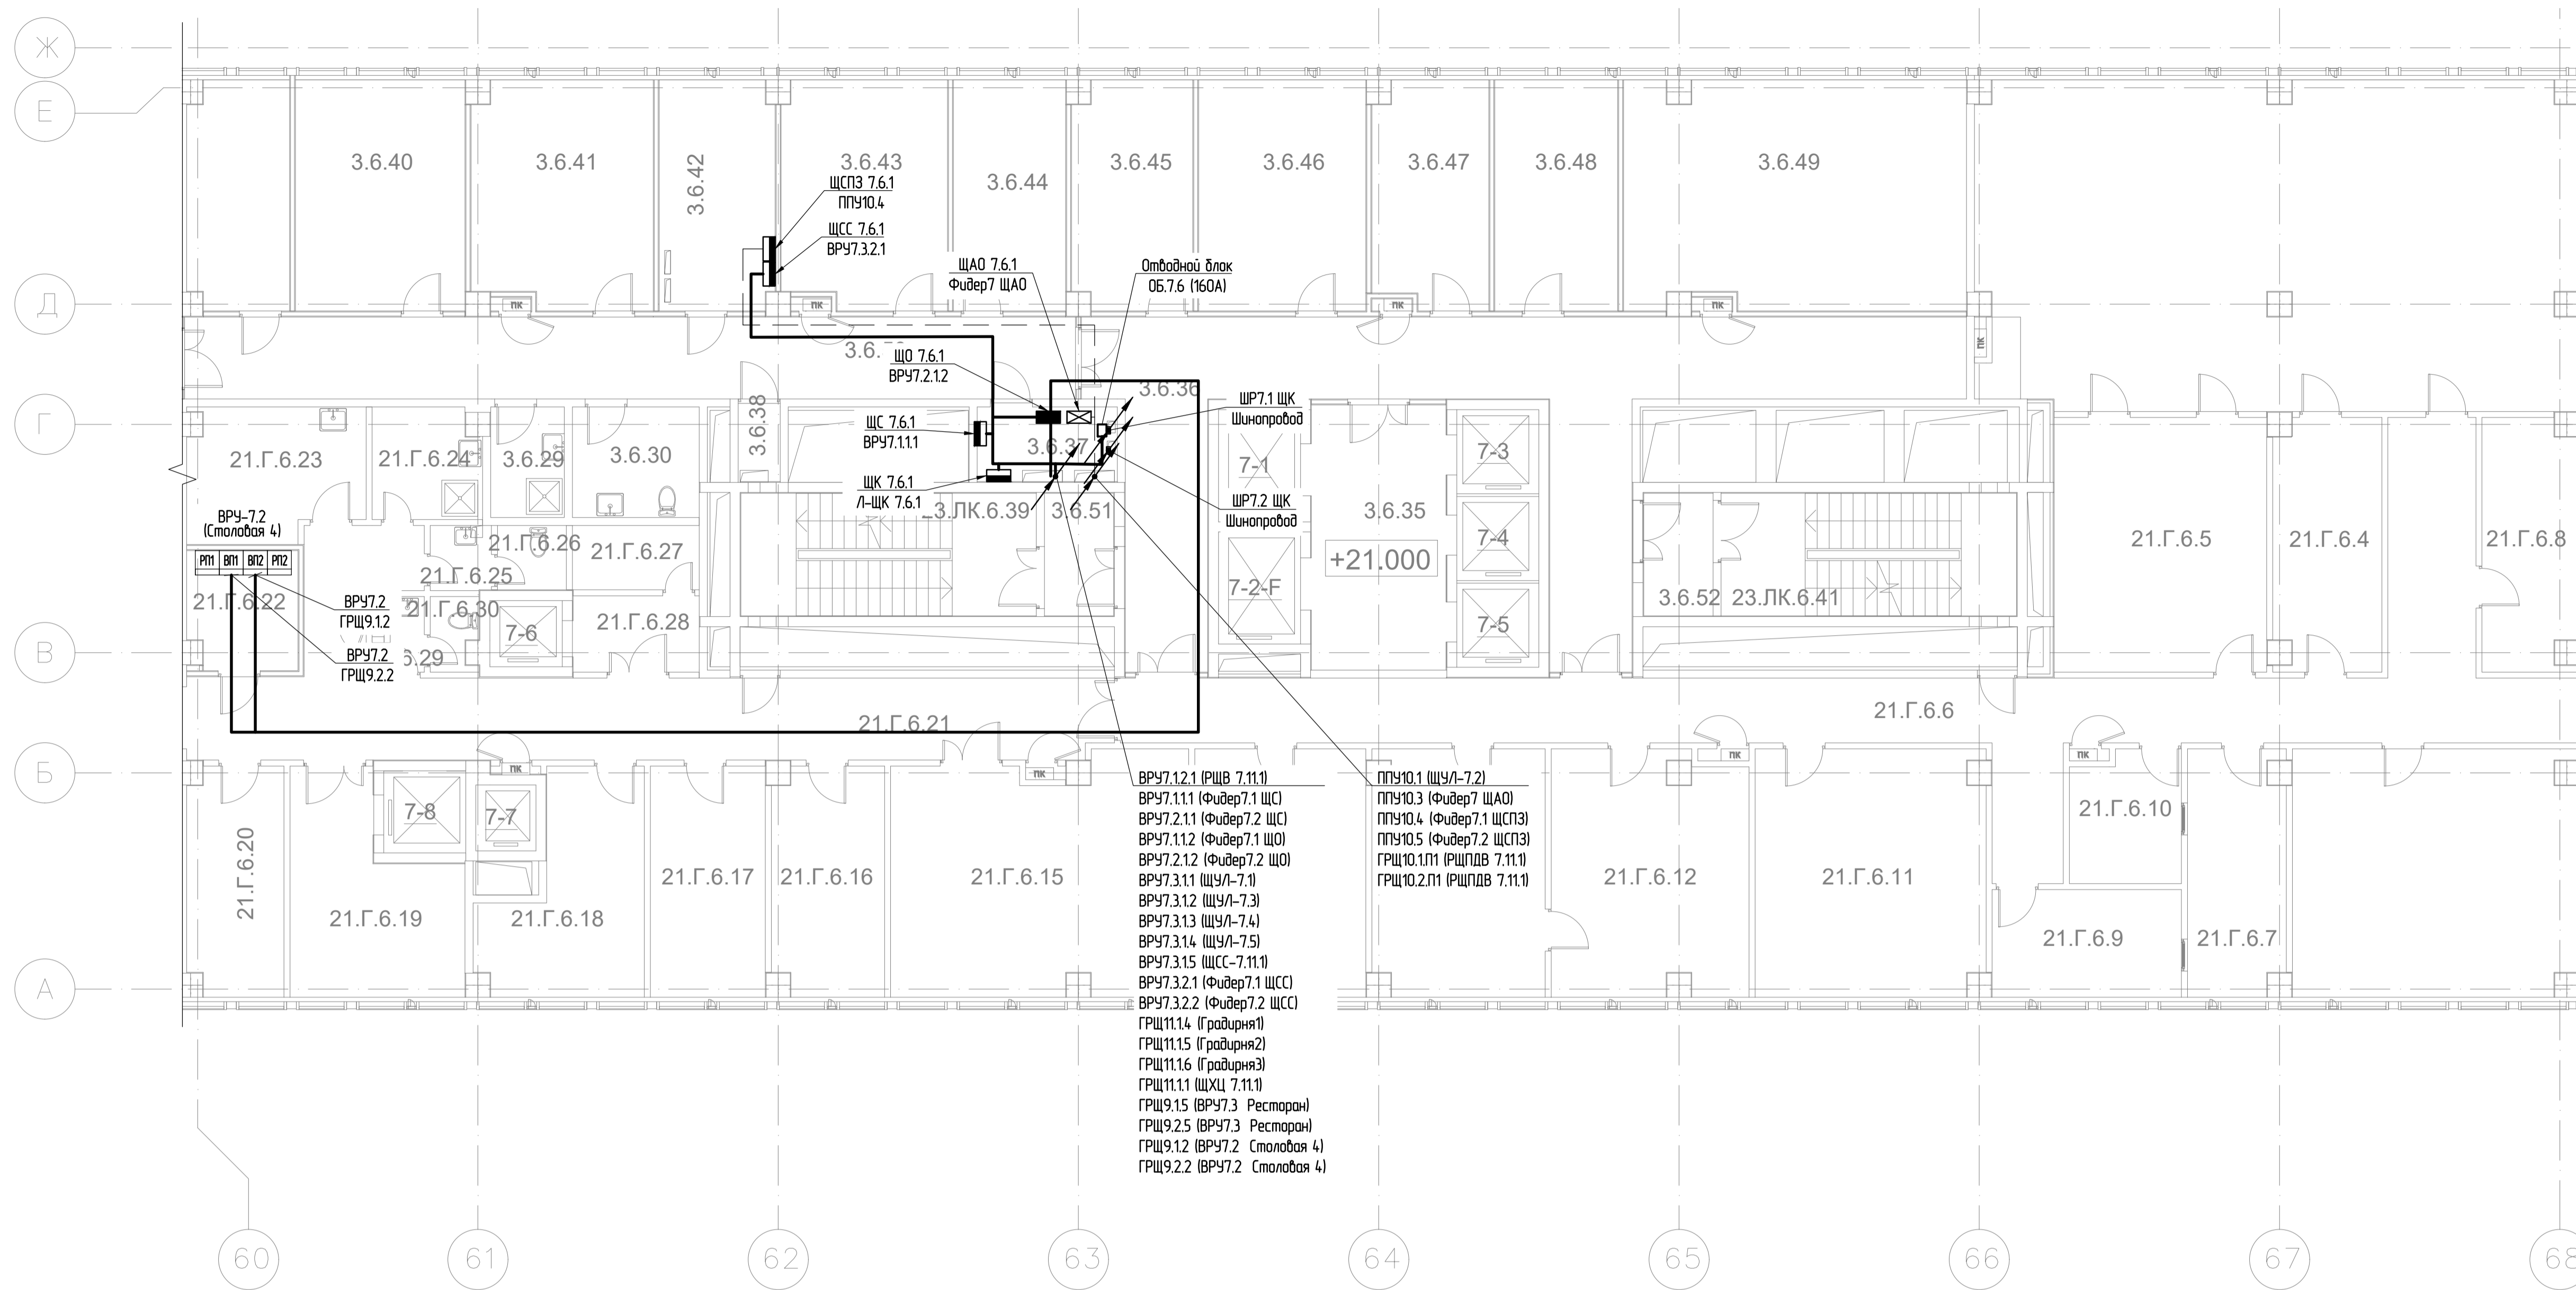 Ж
Е
Д
Г
В
Б
А
3.6.40
3.6.41
3.6.42
3.6.43
3.6.44
3.6.45
3.6.46
3.6.47
3.6.48
3.6.49
ЩСПЗ 7.6.1
ППУ10.4
ЩСС 7.6.1
ВРУ7.3.2.1
ЩАО 7.6.1
Фидер7 ЩАО
Отводной блок
ОБ.7.6 (160А)
ПК
ПК
ПК
ПК
ПК
3.6.
ЩО 7.6.1
ВРУ7.2.1.2
3.6.36
ШР7.1 ЩК
Шинопровод
ЩС 7.6.1
ВРУ7.1.1.1
3.6.38
3.6.37
21.Г.6.23
21.Г.6.24
3.6.29
3.6.30
7-1
7-3
ЩК 7.6.1
Л-ЩК 7.6.1
3.ЛК.6.39
3.6.51
ШР7.2 ЩК
Шинопровод
3.6.35
+21.000
7-4
7-2-F
7-5
ВРУ-7.2
(Столовая 4)
РП1 ВП1 ВП2 РП2
21.Г.6.22
21.Г.6.26
21.Г.6.27
21.Г.6.25
21.Г.6.30
21.Г.6.28
7-6
ВРУ7.2
ГРЩ9.1.2
ВРУ7.2
ГРЩ9.2.2
6.29
3.6.52
23.ЛК.6.41
21.Г.6.5
21.Г.6.4
21.Г.6.8
21.Г.6.21
21.Г.6.6
ПК
ПК
ПК
ПК
7-8
7-7
21.Г.6.20
21.Г.6.19
21.Г.6.18
21.Г.6.17
21.Г.6.16
21.Г.6.15
21.Г.6.12
21.Г.6.11
21.Г.6.10
21.Г.6.9
21.Г.6.7
ВРУ7.1.2.1 (РЩВ 7.11.1)
ВРУ7.1.1.1 (Фидер7.1 ЩС)
ВРУ7.2.1.1 (Фидер7.2 ЩС)
ВРУ7.1.1.2 (Фидер7.1 ЩО)
ВРУ7.2.1.2 (Фидер7.2 ЩО)
ВРУ7.3.1.1 (ЩУЛ-7.1)
ВРУ7.3.1.2 (ЩУЛ-7.3)
ВРУ7.3.1.3 (ЩУЛ-7.4)
ВРУ7.3.1.4 (ЩУЛ-7.5)
ВРУ7.3.1.5 (ЩСС-7.11.1)
ВРУ7.3.2.1 (Фидер7.1 ЩСС)
ВРУ7.3.2.2 (Фидер7.2 ЩСС)
ГРЩ11.1.4 (Градирня1)
ГРЩ11.1.5 (Градирня2)
ГРЩ11.1.6 (Градирня3)
ГРЩ11.1.1 (ЩХЦ 7.11.1)
ГРЩ9.1.5 (ВРУ7.3 Ресторан)
ГРЩ9.2.5 (ВРУ7.3 Ресторан)
ГРЩ9.1.2 (ВРУ7.2 Столовая 4)
ГРЩ9.2.2 (ВРУ7.2 Столовая 4)
ППУ10.1 (ЩУЛ-7.2)
ППУ10.3 (Фидер7 ЩАО)
ППУ10.4 (Фидер7.1 ЩСПЗ)
ППУ10.5 (Фидер7.2 ЩСПЗ)
ГРЩ10.1.П1 (РЩПДВ 7.11.1)
ГРЩ10.2.П1 (РЩПДВ 7.11.1)
60
61
62
63
64
65
66
67
68